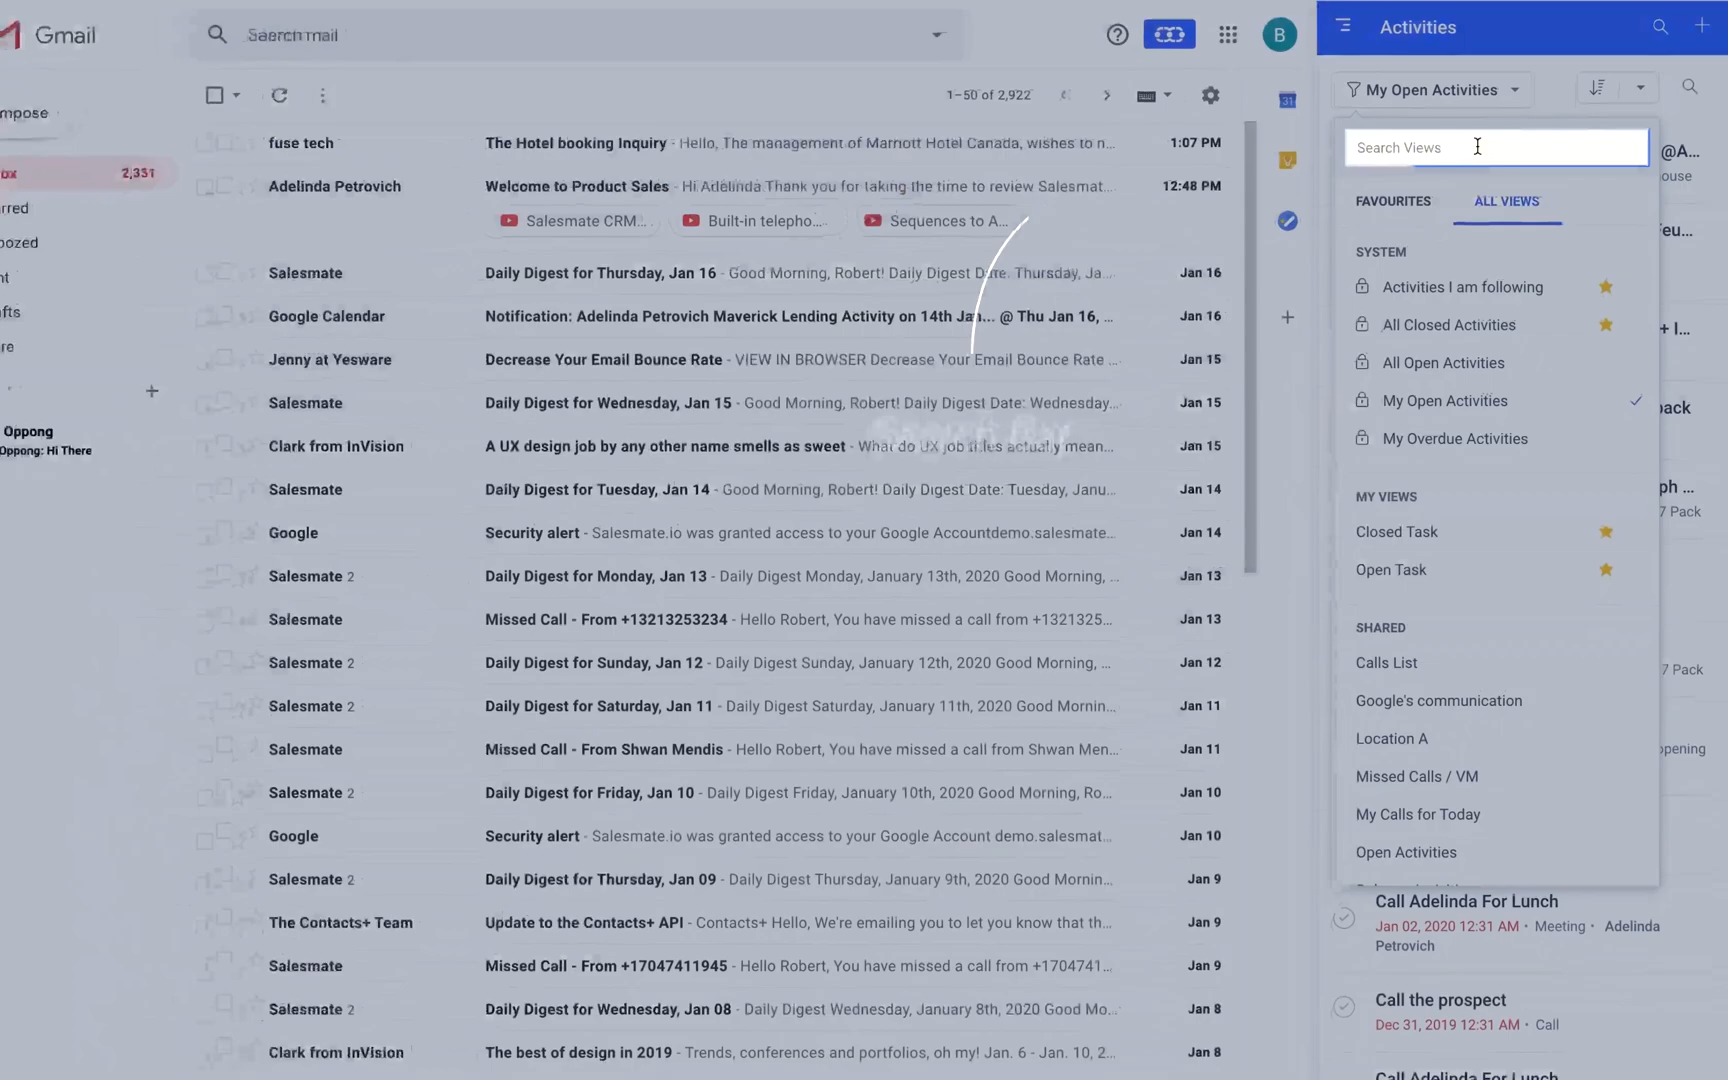 Gmail
Search mail
Activities
B
My Open Activities
1–50 of 2,922
31
2,331
fuse tech
The Hotel booking Inquiry - Hello, The management of Marriott Hotel Canada, wishes to n...
1:07 PM
Adelinda Petrovich
Welcome to Product Sales - Hi Adelinda Thank you for taking the time to review Salesmat...
12:48 PM
Salesmate CRM...
Built-in telepho...
Sequences to A...
Salesmate
Daily Digest for Thursday, Jan 16 - Good Morning, Robert! Daily Digest Date: Thursday, Ja...
Jan 16
Google Calendar
Notification: Adelinda Petrovich Maverick Lending Activity on 14th Jan... @ Thu Jan 16, ...
Jan 16
Jenny at Yesware
Decrease Your Email Bounce Rate - VIEW IN BROWSER Decrease Your Email Bounce Rate ...
Jan 15
Salesmate
Daily Digest for Wednesday, Jan 15 - Good Morning, Robert! Daily Digest Date: Wednesday...
Jan 15
Clark from InVision
A UX design job by any other name smells as sweet - What do UX job titles actually mean...
Jan 15
Salesmate
Daily Digest for Tuesday, Jan 14 - Good Morning, Robert! Daily Digest Date: Tuesday, Janu...
Jan 14
Google
Security alert - Salesmate.io was granted access to your Google Accountdemo.salesmate...
Jan 14
Salesmate 2
Daily Digest for Monday, Jan 13 - Daily Digest Monday, January 13th, 2020 Good Morning, ...
Jan 13
Salesmate
Missed Call - From +13213253234 - Hello Robert, You have missed a call from +1321325...
Jan 13
Salesmate 2
Daily Digest for Sunday, Jan 12 - Daily Digest Sunday, January 12th, 2020 Good Morning, ...
Jan 12
Salesmate 2
Daily Digest for Saturday, Jan 11 - Daily Digest Saturday, January 11th, 2020 Good Mornin...
Jan 11
Salesmate
Missed Call - From Shwan Mendis - Hello Robert, You have missed a call from Shwan Men...
Jan 11
Salesmate 2
Daily Digest for Friday, Jan 10 - Daily Digest Friday, January 10th, 2020 Good Morning, Ro...
Jan 10
Google
Security alert - Salesmate.io was granted access to your Google Account demo.salesmat...
Jan 10
Salesmate 2
Daily Digest for Thursday, Jan 09 - Daily Digest Thursday, January 9th, 2020 Good Mornin...
Jan 9
The Contacts+ Team
Update to the Contacts+ API - Contacts+ Hello, We're emailing you to let you know that th...
Jan 9
Salesmate
Missed Call - From +17047411945 - Hello Robert, You have missed a call from +1704741...
Jan 9
Salesmate 2
Daily Digest for Wednesday, Jan 08 - Daily Digest Wednesday, January 8th, 2020 Good Mo...
Jan 8
Clark from InVision
The best of design in 2019 - Trends, conferences and portfolios, oh my! Jan. 6 - Jan. 10, 2...
Jan 8
Oppong
Oppong: Hi There
Search Views
FAVOURITES
ALL VIEWS
SYSTEM
Activities I am following
All Closed Activities
All Open Activities
My Open Activities
My Overdue Activities
MY VIEWS
Closed Task
Open Task
SHARED
Calls List
Google's communication
Location A
Missed Calls / VM
My Calls for Today
Open Activities
@A...
7 Pack
7 Pack
Call Adelinda For Lunch
Jan 02, 2020 12:31 AM • Meeting • Adelinda
Petrovich
Call the prospect
Dec 31, 2019 12:31 AM • Call
Call Adelinda For Lunch